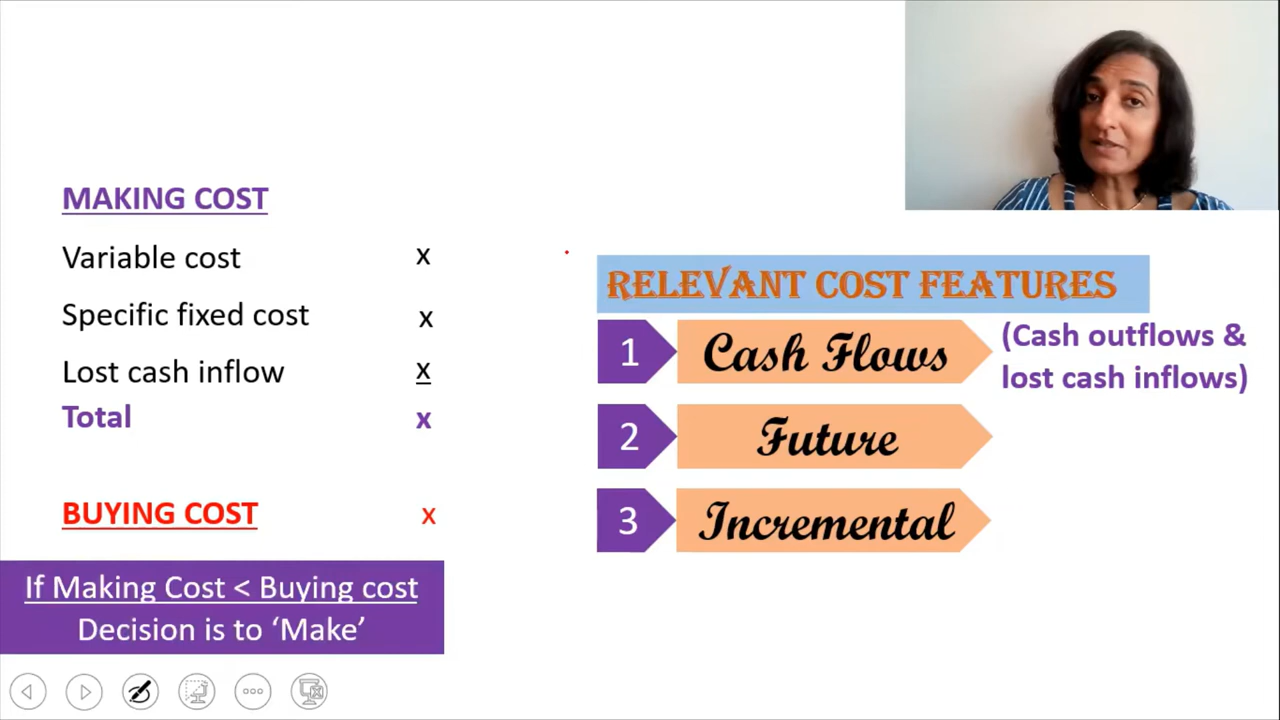 MAKING COST
Variable cost x
Specific fixed cost x
Lost cash inflow x
Total x
BUYING COST x
If Making Cost < Buying cost
Decision is to ‘Make’
RELEVANT COST FEATURES
1 Cash Flows (Cash outflows &
lost cash inflows)
2 Future
3 Incremental